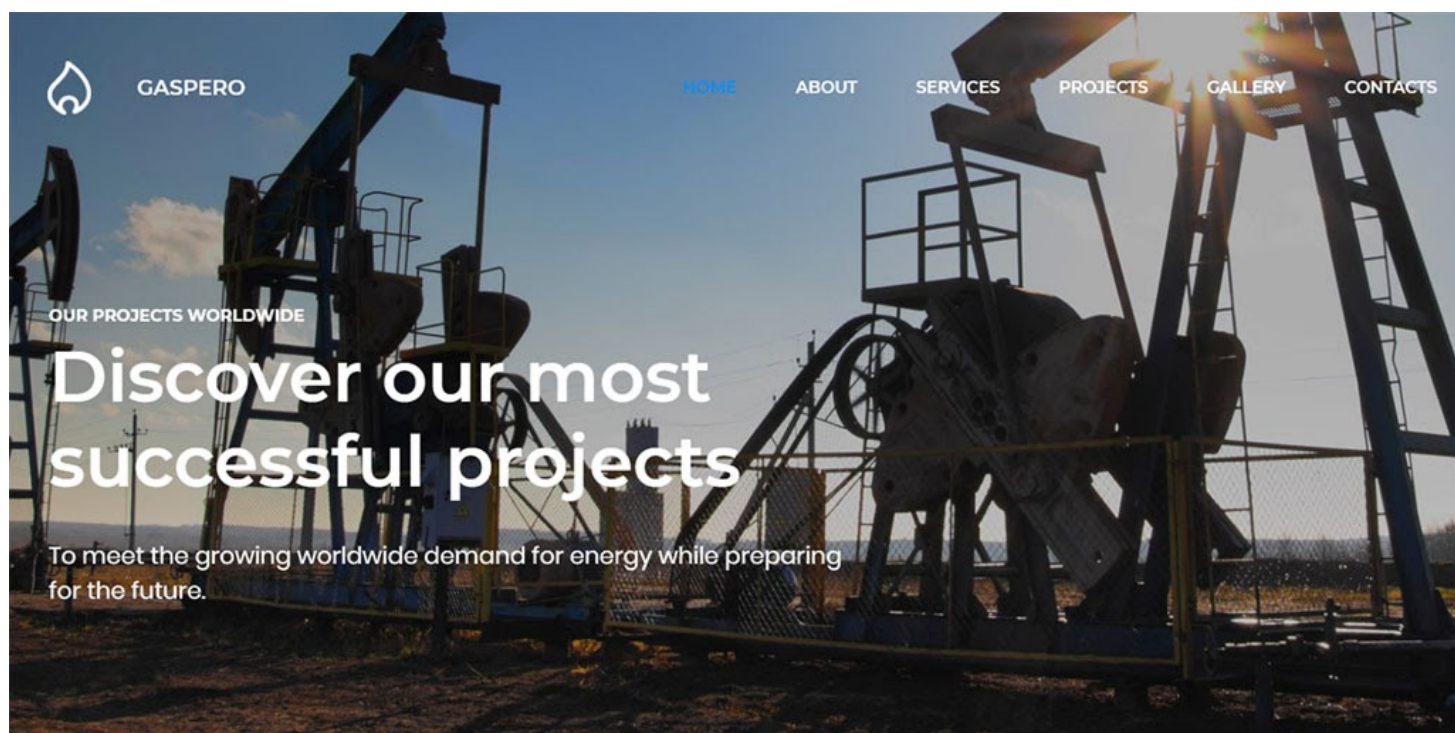 GASPERO
HOME ABOUT SERVICES PROJECTS GALLERY CONTACTS
OUR PROJECTS WORLDWIDE
Discover our most
successful projects
To meet the growing worldwide demand for energy while preparing
for the future.